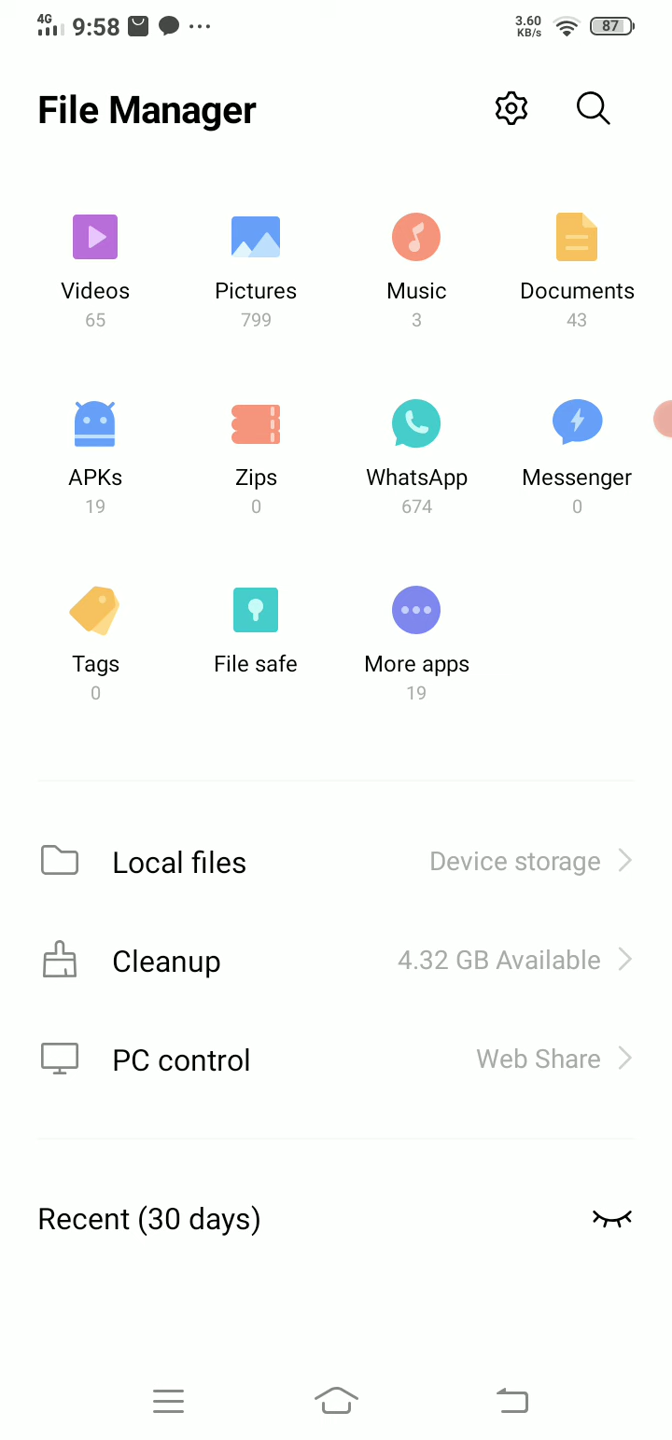 4G 9:58 ... 3.60 KB/s 87
File Manager
Videos Pictures Music Documents
65 799 3 43
APKs Zips WhatsApp Messenger
19 0 674 0
Tags File safe More apps
0 19
Local files Device storage
Cleanup 4.32 GB Available
PC control Web Share
Recent (30 days)